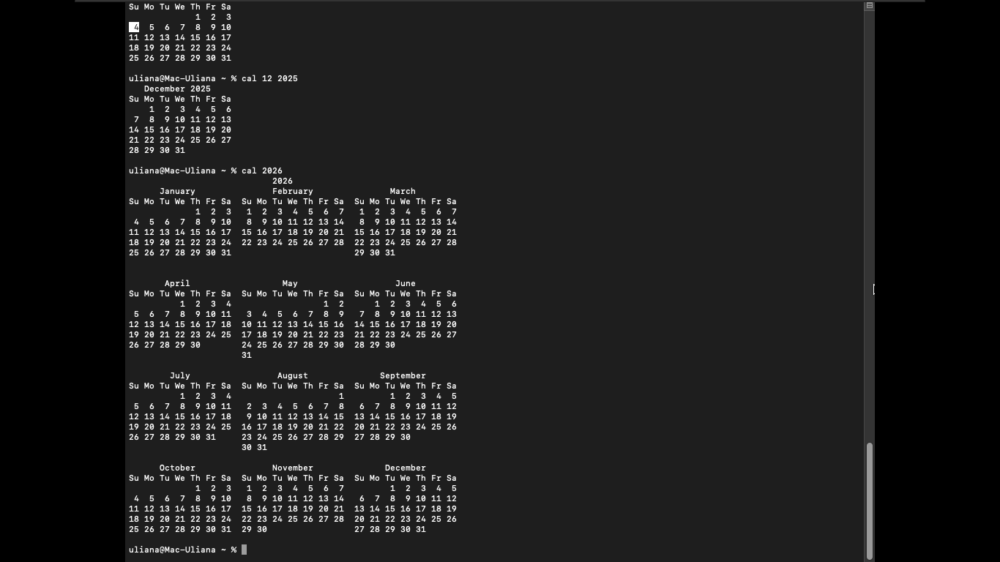 Su Mo Tu We Th Fr Sa
             1  2  3
 4  5  6  7  8  9 10
11 12 13 14 15 16 17
18 19 20 21 22 23 24
25 26 27 28 29 30 31

uliana@Mac-Uliana ~ % cal 12 2025
   December 2025
Su Mo Tu We Th Fr Sa
    1  2  3  4  5  6
 7  8  9 10 11 12 13
14 15 16 17 18 19 20
21 22 23 24 25 26 27
28 29 30 31

uliana@Mac-Uliana ~ % cal 2026
                            2026
      January               February               March
Su Mo Tu We Th Fr Sa  Su Mo Tu We Th Fr Sa  Su Mo Tu We Th Fr Sa
             1  2  3   1  2  3  4  5  6  7   1  2  3  4  5  6  7
 4  5  6  7  8  9 10   8  9 10 11 12 13 14   8  9 10 11 12 13 14
11 12 13 14 15 16 17  15 16 17 18 19 20 21  15 16 17 18 19 20 21
18 19 20 21 22 23 24  22 23 24 25 26 27 28  22 23 24 25 26 27 28
25 26 27 28 29 30 31                        29 30 31

       April                  May                   June
Su Mo Tu We Th Fr Sa  Su Mo Tu We Th Fr Sa  Su Mo Tu We Th Fr Sa
          1  2  3  4                  1  2      1  2  3  4  5  6
 5  6  7  8  9 10 11   3  4  5  6  7  8  9   7  8  9 10 11 12 13
12 13 14 15 16 17 18  10 11 12 13 14 15 16  14 15 16 17 18 19 20
19 20 21 22 23 24 25  17 18 19 20 21 22 23  21 22 23 24 25 26 27
26 27 28 29 30        24 25 26 27 28 29 30  28 29 30
                      31

        July                 August              September
Su Mo Tu We Th Fr Sa  Su Mo Tu We Th Fr Sa  Su Mo Tu We Th Fr Sa
          1  2  3  4                     1         1  2  3  4  5
 5  6  7  8  9 10 11   2  3  4  5  6  7  8   6  7  8  9 10 11 12
12 13 14 15 16 17 18   9 10 11 12 13 14 15  13 14 15 16 17 18 19
19 20 21 22 23 24 25  16 17 18 19 20 21 22  20 21 22 23 24 25 26
26 27 28 29 30 31     23 24 25 26 27 28 29  27 28 29 30
                      30 31

      October               November              December
Su Mo Tu We Th Fr Sa  Su Mo Tu We Th Fr Sa  Su Mo Tu We Th Fr Sa
             1  2  3   1  2  3  4  5  6  7         1  2  3  4  5
 4  5  6  7  8  9 10   8  9 10 11 12 13 14   6  7  8  9 10 11 12
11 12 13 14 15 16 17  15 16 17 18 19 20 21  13 14 15 16 17 18 19
18 19 20 21 22 23 24  22 23 24 25 26 27 28  20 21 22 23 24 25 26
25 26 27 28 29 30 31  29 30                 27 28 29 30 31

uliana@Mac-Uliana ~ %